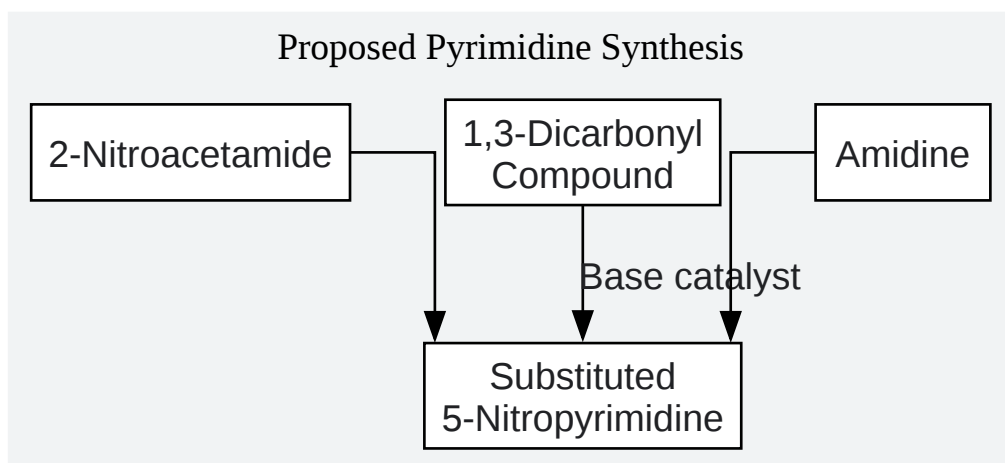 Proposed Pyrimidine Synthesis
2-Nitroacetamide
1,3-Dicarbonyl
Compound
Amidine
Base catalyst
Substituted
5-Nitropyrimidine